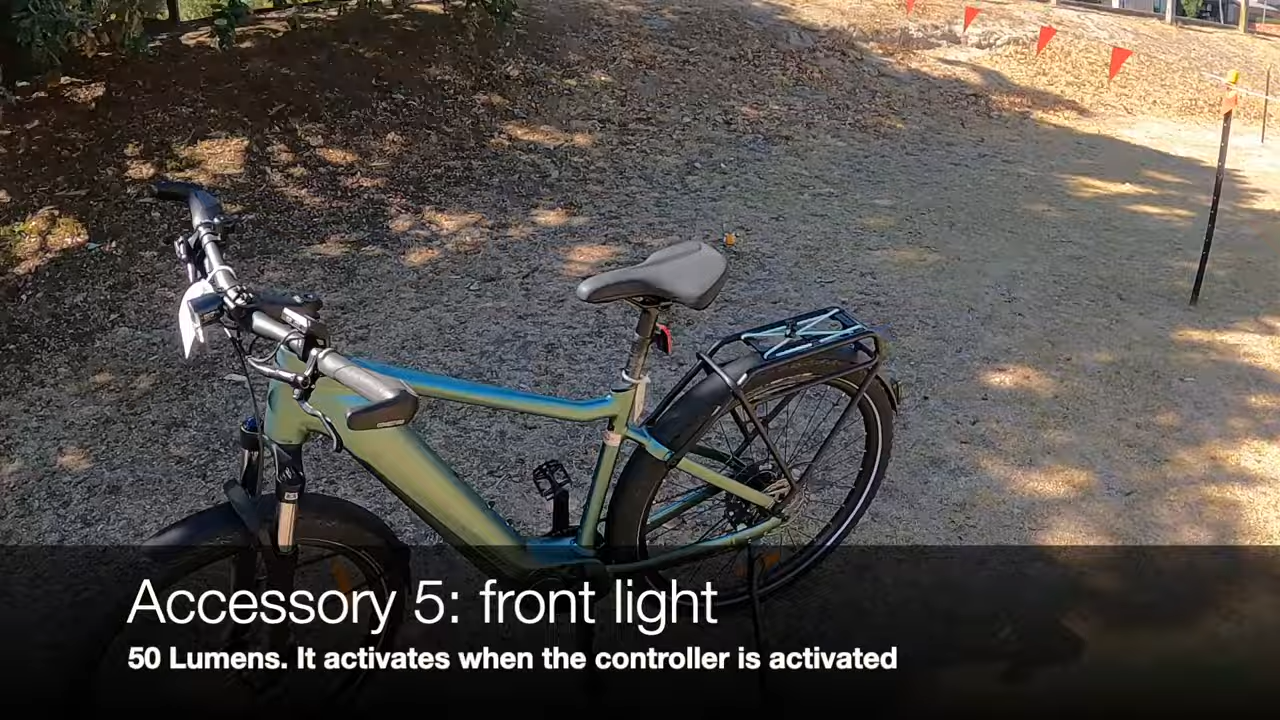 Accessory 5: front light
50 Lumens. It activates when the controller is activated